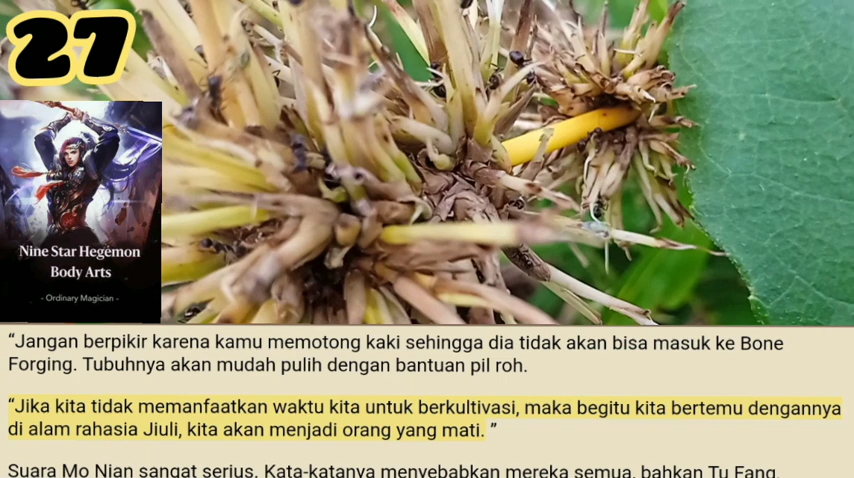 27
Nine Star Hegemon
Body Arts
- Ordinary Magician -
“Jangan berpikir karena kamu memotong kaki sehingga dia tidak akan bisa masuk ke Bone
Forging. Tubuhnya akan mudah pulih dengan bantuan pil roh.
“Jika kita tidak memanfaatkan waktu kita untuk berkultivasi, maka begitu kita bertemu dengannya
di alam rahasia Jiuli, kita akan menjadi orang yang mati. ”
Suara Mo Nian sangat serius. Kata-katanya menyebabkan mereka semua, bahkan Tu Fang,